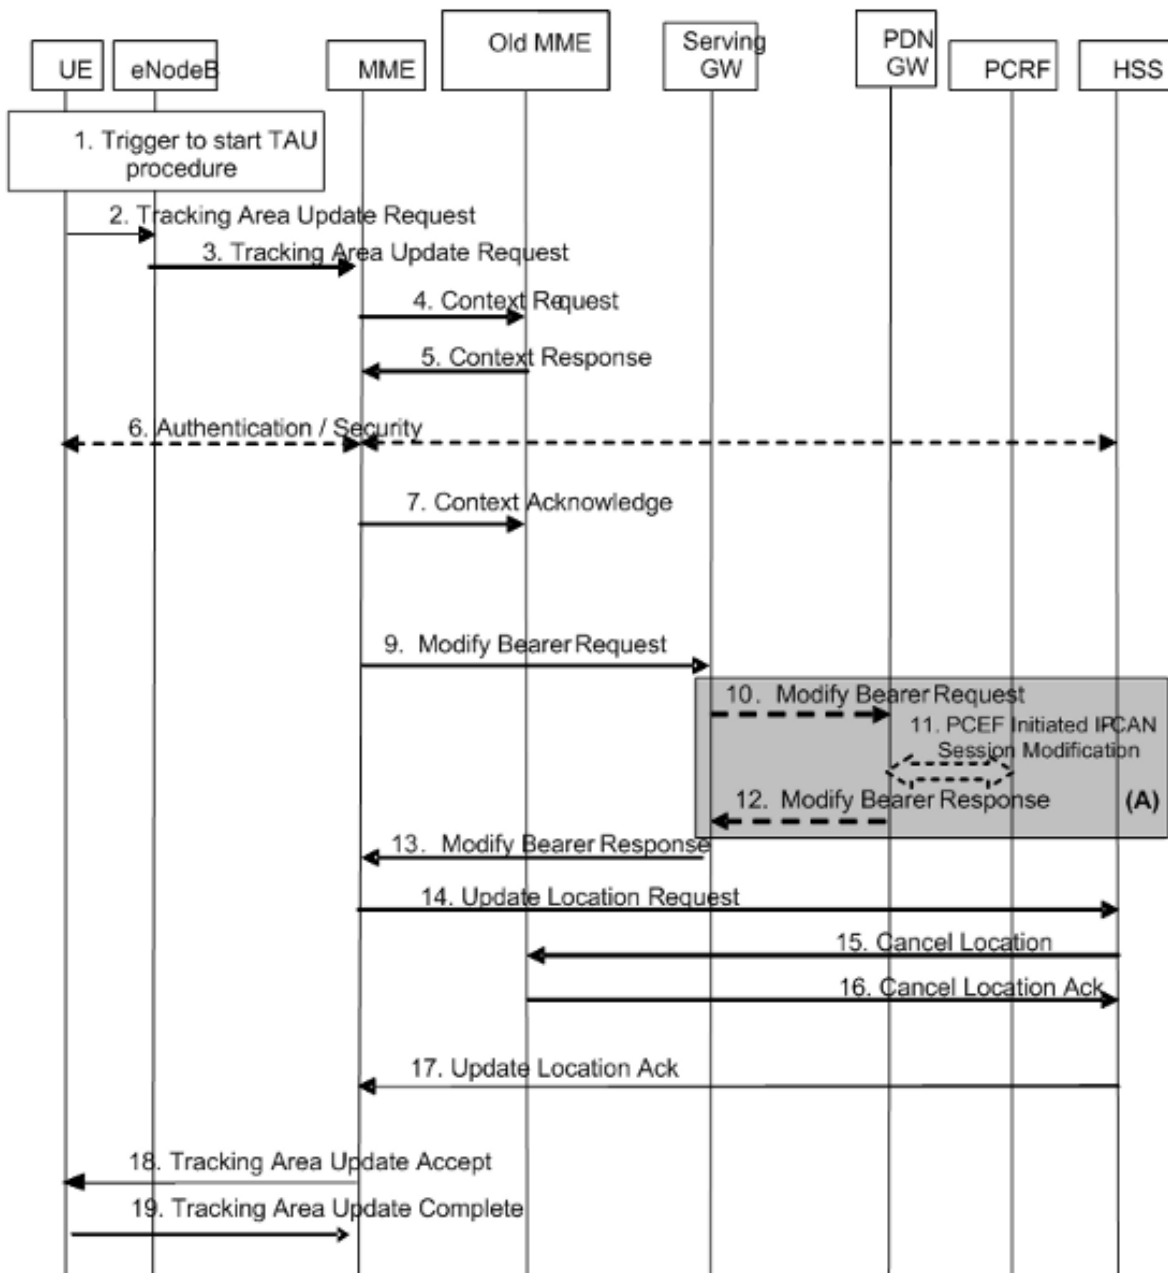 UE
eNodeB
MME
Old MME
Serving
GW
PDN
GW
PCRF
HSS
1. Trigger to start TAU
procedure
2. Tracking Area Update Request
3. Tracking Area Update Request
4. Context Request
5. Context Response
6. Authentication / Security
7. Context Acknowledge
9. Modify Bearer Request
10. Modify Bearer Request
11. PCEF Initiated IP-CAN
Session Modification
12. Modify Bearer Response
(A)
13. Modify Bearer Response
14. Update Location Request
15. Cancel Location
16. Cancel Location Ack
17. Update Location Ack
18. Tracking Area Update Accept
19. Tracking Area Update Complete